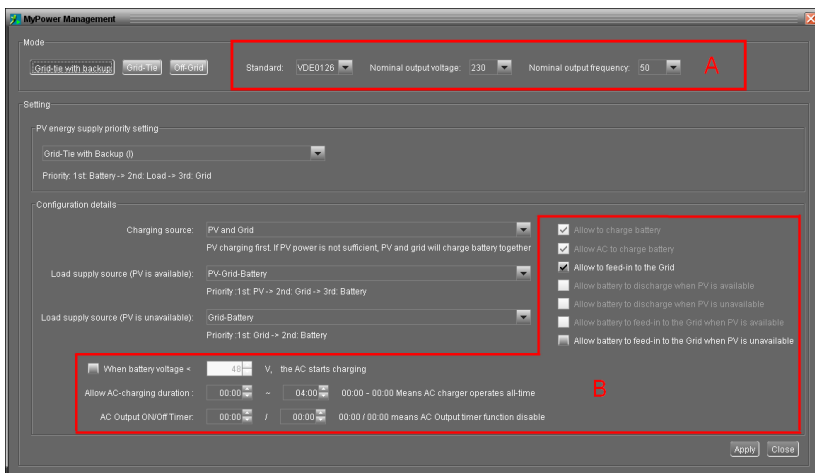 MyPower Management
Mode
Grid-tie with backup Grid-Tie Off-Grid Standard: VDE0126 Nominal output voltage: 230 Nominal output frequency: 50 A
Setting
PV energy supply priority setting
Grid-Tie with Backup (I)
Priority: 1st: Battery -> 2nd: Load -> 3rd: Grid
Configuration details
Charging source: PV and Grid
PV charging first. If PV power is not sufficient, PV and grid will charge battery together
Load supply source (PV is available): PV-Grid-Battery
Priority :1st: PV -> 2nd: Grid -> 3rd: Battery
Load supply source (PV is unavailable): Grid-Battery
Priority :1st: Grid -> 2nd: Battery
Allow to charge battery
Allow AC to charge battery
Allow to feed-in to the Grid
Allow battery to discharge when PV is available
Allow battery to discharge when PV is unavailable
Allow battery to feed-in to the Grid when PV is available
Allow battery to feed-in to the Grid when PV is unavailable
When battery voltage < 48 V, the AC starts charging
Allow AC-charging duration : 00:00 ~ 04:00 00:00 - 00:00 Means AC charger operates all-time
B
AC Output ON/Off Timer: 00:00 / 00:00 00:00 / 00:00 means AC Output timer function disable
Apply Close